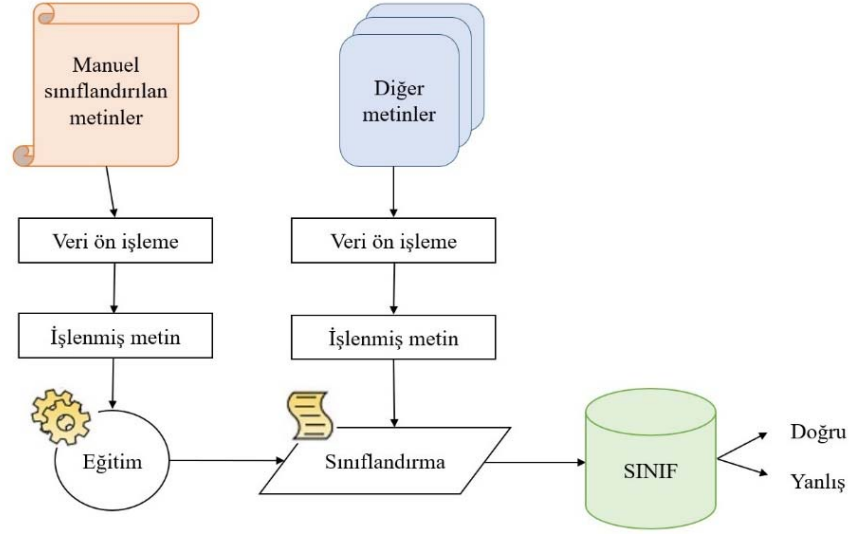 Manuel
sınıflandırılan
metinler
Diğer
metinler
Veri ön işleme
Veri ön işleme
İşlenmiş metin
İşlenmiş metin
Eğitim
Sınıflandırma
SINIF
Doğru
Yanlış